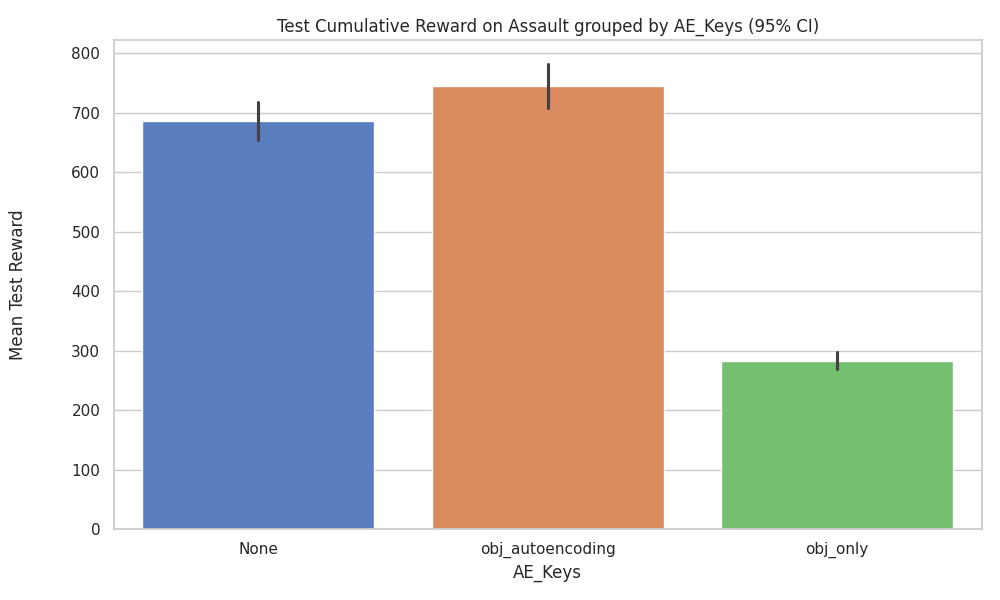 Test Cumulative Reward on Assault grouped by AE_Keys (95% CI)
800
700
600
500
400
300
200
100
0
Mean Test Reward
None
obj_autoencoding
obj_only
AE_Keys